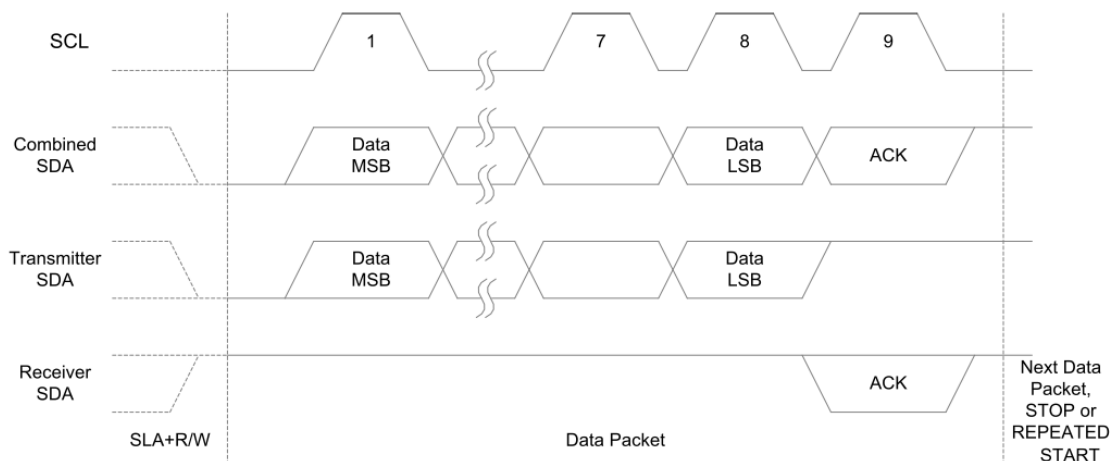 SCL
1
7
8
9
Combined
SDA
Data
MSB
Data
LSB
ACK
Transmitter
SDA
Data
MSB
Data
LSB
Receiver
SDA
ACK
SLA+R/W
Data Packet
Next Data
Packet,
STOP or
REPEATED
START